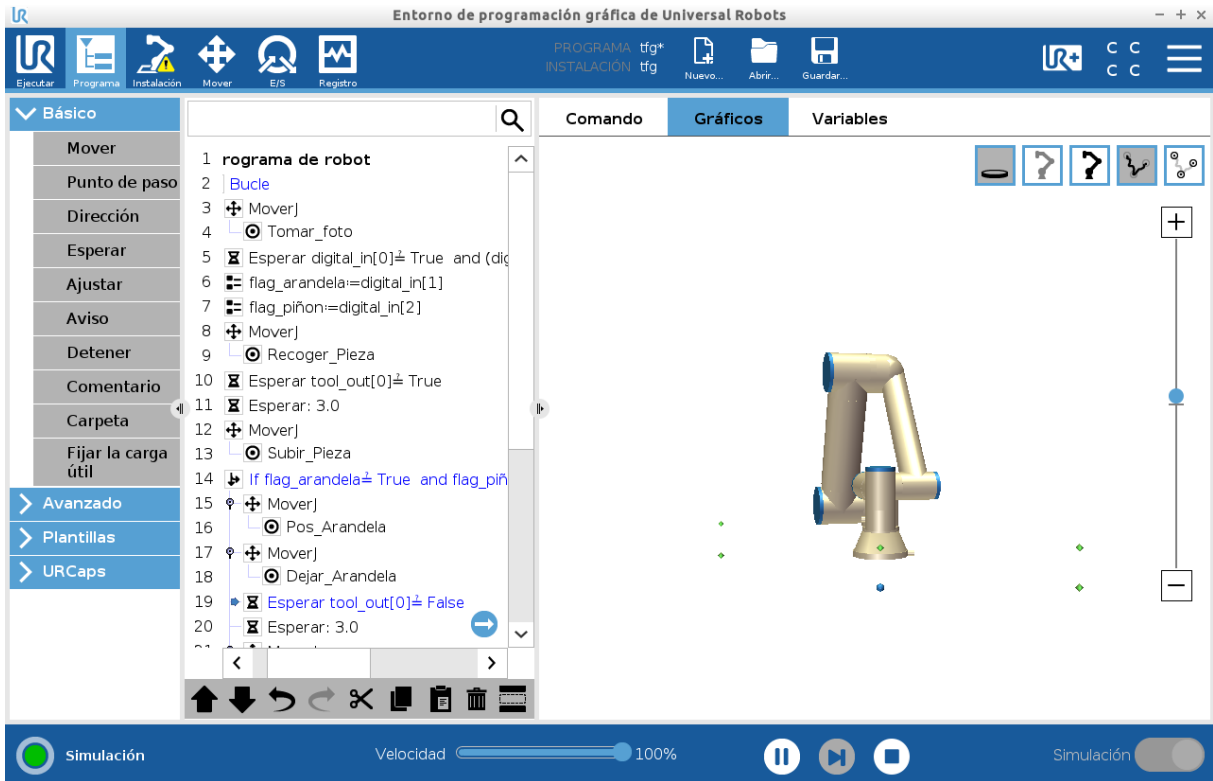 UR
Entorno de programación gráfica de Universal Robots
Ejecutar
Programa
Instalación
Mover
E/S
Registro
PROGRAMA tfg*
INSTALACIÓN tfg
Nuevo...
Abrir...
Guardar...
UR+
C C
C C
Básico
Mover
Punto de paso
Dirección
Esperar
Ajustar
Aviso
Detener
Comentario
Carpeta
Fijar la carga
útil
Avanzado
Plantillas
URCaps
1 rograma de robot
2 Bucle
3 MoverJ
4 Tomar_foto
5 Esperar digital_in[0]≟ True and (dig
6 flag_arandela≔digital_in[1]
7 flag_piñon≔digital_in[2]
8 MoverJ
9 Recoger_Pieza
10 Esperar tool_out[0]≟ True
11 Esperar: 3.0
12 MoverJ
13 Subir_Pieza
14 If flag_arandela≟ True and flag_piñ
15 MoverJ
16 Pos_Arandela
17 MoverJ
18 Dejar_Arandela
19 Esperar tool_out[0]≟ False
20 Esperar: 3.0
Comando
Gráficos
Variables
Simulación
Velocidad
100%
Simulación